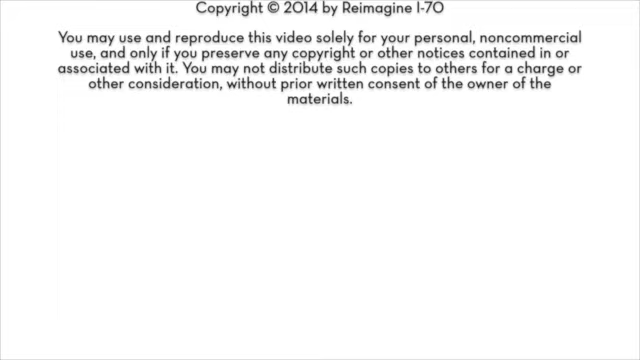 Copyright © 2014 by Reimagine I-70
You may use and reproduce this video solely for your personal, noncommercial
use, and only if you preserve any copyright or other notices contained in or
associated with it. You may not distribute such copies to others for a charge or
other consideration, without prior written consent of the owner of the
materials.